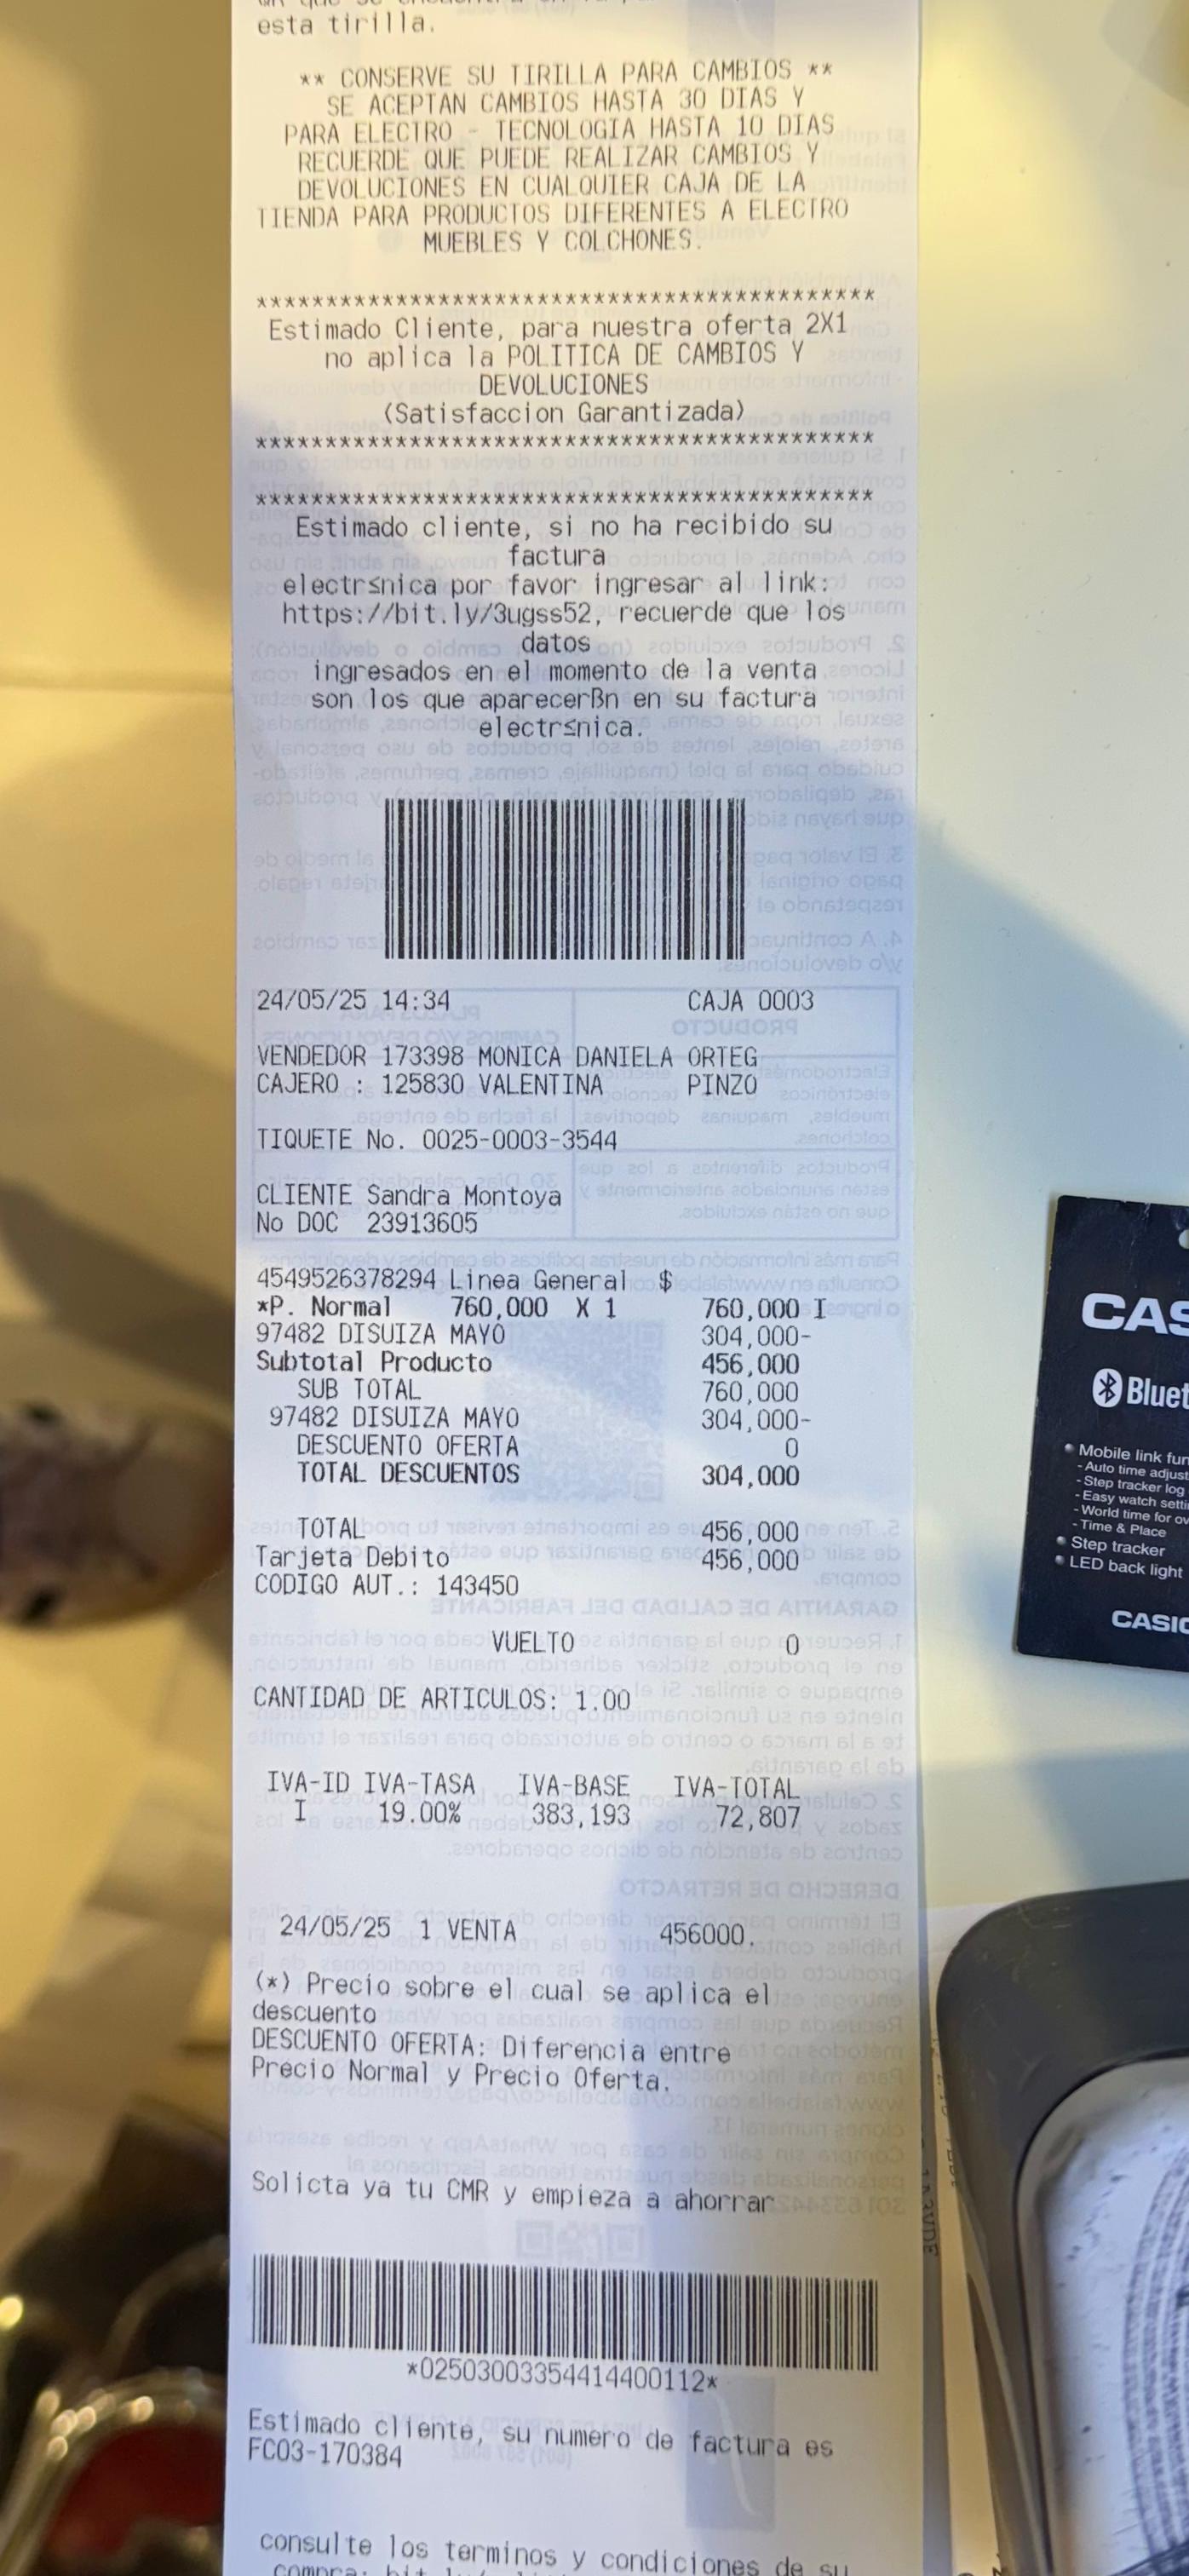 esta tirilla.
** CONSERVE SU TIRILLA PARA CAMBIOS **
SE ACEPTAN CAMBIOS HASTA 30 DIAS Y
PARA ELECTRO - TECNOLOGIA HASTA 10 DIAS
RECUERDE QUE PUEDE REALIZAR CAMBIOS Y
DEVOLUCIONES EN CUALQUIER CAJA DE LA
TIENDA PARA PRODUCTOS DIFERENTES A ELECTRO
MUEBLES Y COLCHONES.
*********************************************
Estimado Cliente, para nuestra oferta 2X1
no aplica la POLITICA DE CAMBIOS Y
DEVOLUCIONES
(Satisfaccion Garantizada)
*********************************************
*********************************************
Estimado cliente, si no ha recibido su
factura
electr≤nica por favor ingresar al link:
https://bit.ly/3ugss52, recuerde que los
datos
ingresados en el momento de la venta
son los que aparecerßn en su factura
electr≤nica.
24/05/25 14:34 CAJA 0003
VENDEDOR 173398 MONICA DANIELA ORTEG
CAJERO : 125830 VALENTINA PINZO
TIQUETE No. 0025-0003-3544
CLIENTE Sandra Montoya
No DOC 23913605
4549526378294 Linea General $
*P. Normal 760,000 X 1 760,000 I
97482 DISUIZA MAYO 304,000-
Subtotal Producto 456,000
SUB TOTAL 760,000
97482 DISUIZA MAYO 304,000-
DESCUENTO OFERTA 0
TOTAL DESCUENTOS 304,000
TOTAL 456,000
Tarjeta Debito 456,000
CODIGO AUT.: 143450
VUELTO 0
CANTIDAD DE ARTICULOS: 1.00
IVA-ID IVA-TASA IVA-BASE IVA-TOTAL
I 19.00% 383,193 72,807
24/05/25 1 VENTA 456000.
(*) Precio sobre el cual se aplica el
descuento
DESCUENTO OFERTA: Diferencia entre
Precio Normal y Precio Oferta.
Solicta ya tu CMR y empieza a ahorrar
*02503003354414400112*
Estimado cliente, su numero de factura es
FC03-170384
consulte los terminos y condiciones de su
CAS
Bluet
• Mobile link fun
- Auto time adjust
- Step tracker log
- Easy watch setti
- World time for ov
- Time & Place
• Step tracker
• LED back light
CASIO